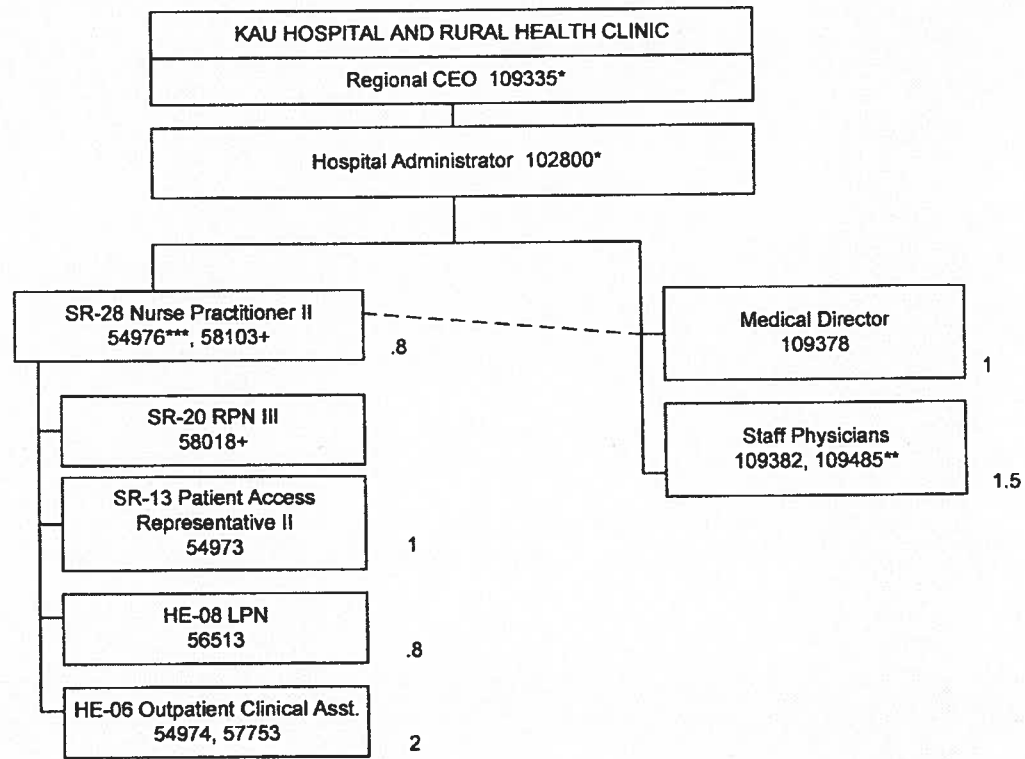 KAU HOSPITAL AND RURAL HEALTH CLINIC
Regional CEO 109335*
Hospital Administrator 102800*
SR-28 Nurse Practitioner II
54976***, 58103+
.8
Medical Director
109378
1
SR-20 RPN III
58018+
Staff Physicians
109382, 109485**
1.5
SR-13 Patient Access
Representative II
54973
1
HE-08 LPN
56513
.8
HE-06 Outpatient Clinical Asst.
54974, 57753
2